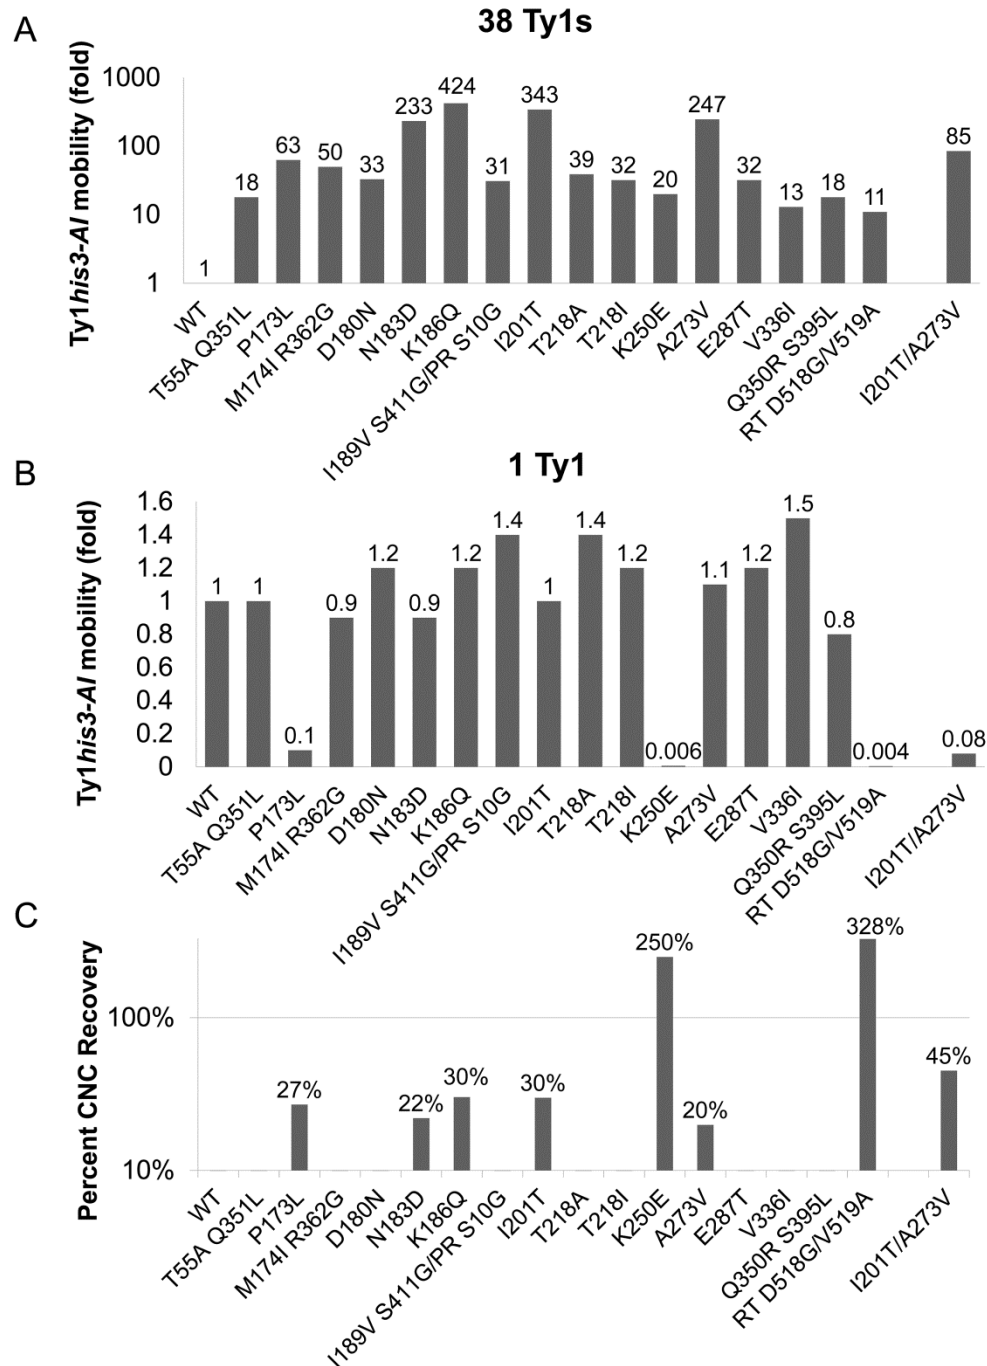 A
38 Ty1s
Ty1his3-AI mobility (fold)
1000
100
10
1
1
18
63
50
33
233
424
31
343
39
32
20
247
32
13
18
11
85
WT
T55A Q351L
P173L
M174I R362G
D180N
N183D
K186Q
I189V S411G/PR S10G
I201T
T218A
T218I
K250E
A273V
E287T
V336I
Q350R S395L
RT D518G/V519A
I201T/A273V
B
1 Ty1
Ty1his3-AI mobility (fold)
1.6
1.4
1.2
1
0.8
0.6
0.4
0.2
0
1
1
0.1
0.9
1.2
0.9
1.2
1.4
1
1.4
1.2
0.006
1.1
1.2
1.5
0.8
0.004
0.08
WT
T55A Q351L
P173L
M174I R362G
D180N
N183D
K186Q
I189V S411G/PR S10G
I201T
T218A
T218I
K250E
A273V
E287T
V336I
Q350R S395L
RT D518G/V519A
I201T/A273V
C
Percent CNC Recovery
100%
10%
27%
22%
30%
30%
250%
20%
328%
45%
WT
T55A Q351L
P173L
M174I R362G
D180N
N183D
K186Q
I189V S411G/PR S10G
I201T
T218A
T218I
K250E
A273V
E287T
V336I
Q350R S395L
RT D518G/V519A
I201T/A273V